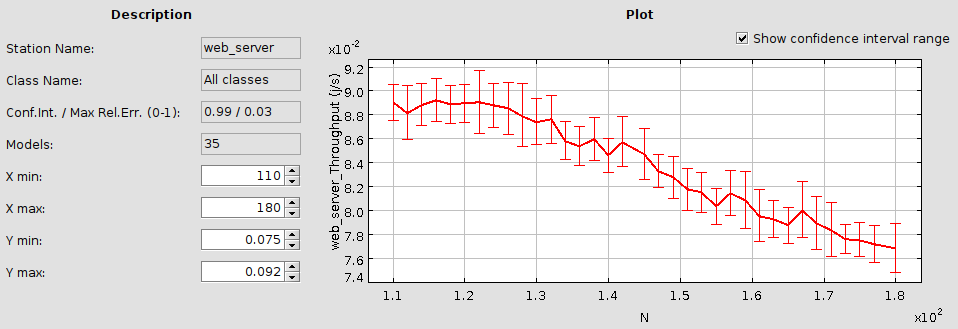 Description
Station Name: web_server
Class Name: All classes
Conf.Int. / Max Rel.Err. (0-1): 0.99 / 0.03
Models: 35
X min: 110
X max: 180
Y min: 0.075
Y max: 0.092
Plot
Show confidence interval range
x10-2
web_server_Throughput (j/s)
9.2
9.0
8.8
8.6
8.4
8.2
8.0
7.8
7.6
7.4
1.1 1.2 1.3 1.4 1.5 1.6 1.7 1.8
N x102